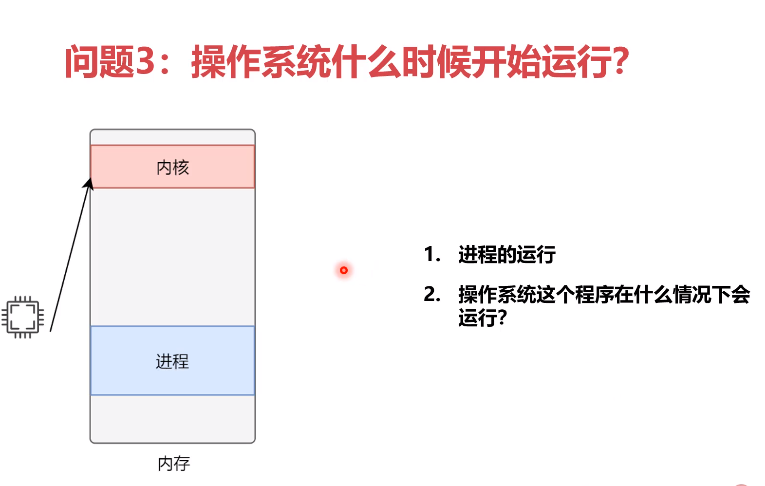 问题3：操作系统什么时候开始运行？
内核
1. 进程的运行
2. 操作系统这个程序在什么情况下会
运行？
进程
内存